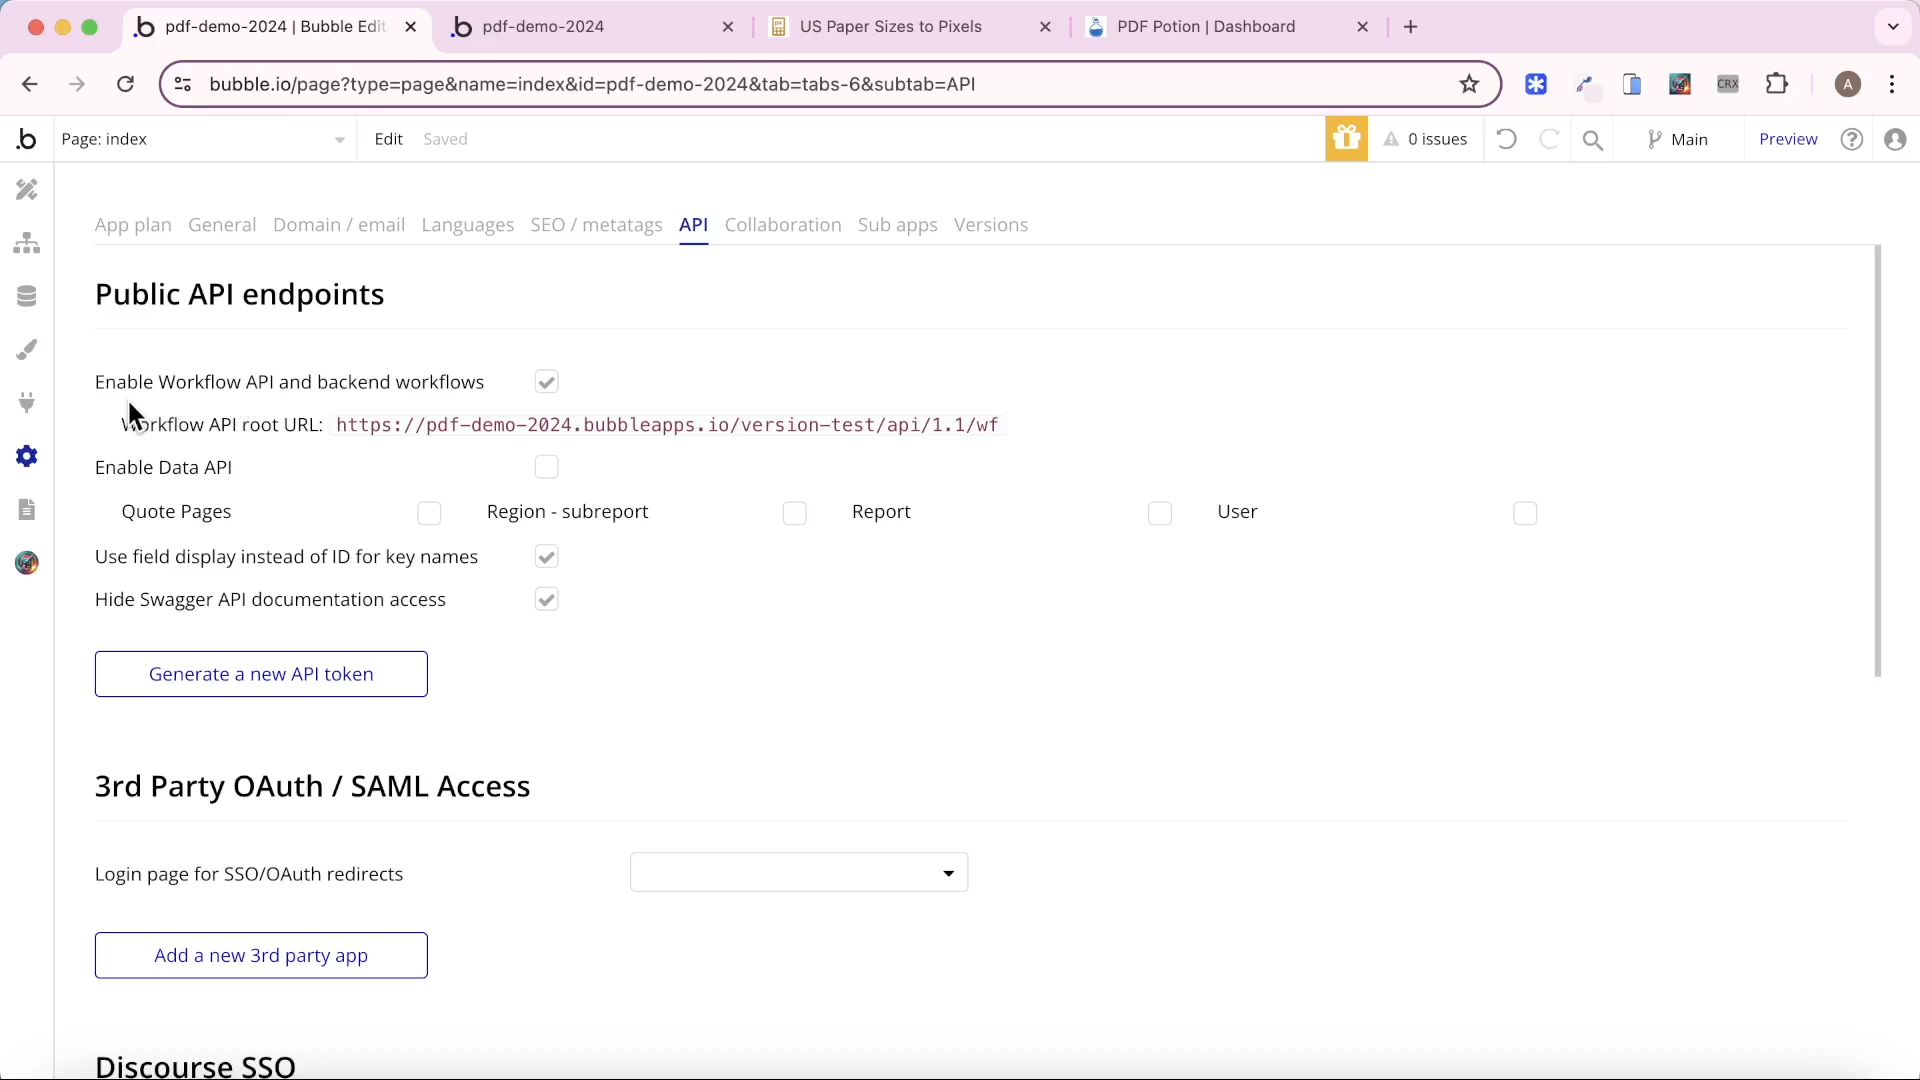 pdf-demo-2024 | Bubble Edit
pdf-demo-2024
US Paper Sizes to Pixels
PDF Potion | Dashboard
bubble.io/page?type=page&name=index&id=pdf-demo-2024&tab=tabs-6&subtab=API
CRX
A
.b
Page: index
Edit
Saved
0 issues
Main
Preview
App plan
General
Domain / email
Languages
SEO / metatags
API
Collaboration
Sub apps
Versions
Public API endpoints
Enable Workflow API and backend workflows
Workflow API root URL: https://pdf-demo-2024.bubbleapps.io/version-test/api/1.1/wf
Enable Data API
Quote Pages
Region - subreport
Report
User
Use field display instead of ID for key names
Hide Swagger API documentation access
Generate a new API token
3rd Party OAuth / SAML Access
Login page for SSO/OAuth redirects
Add a new 3rd party app
Discourse SSO